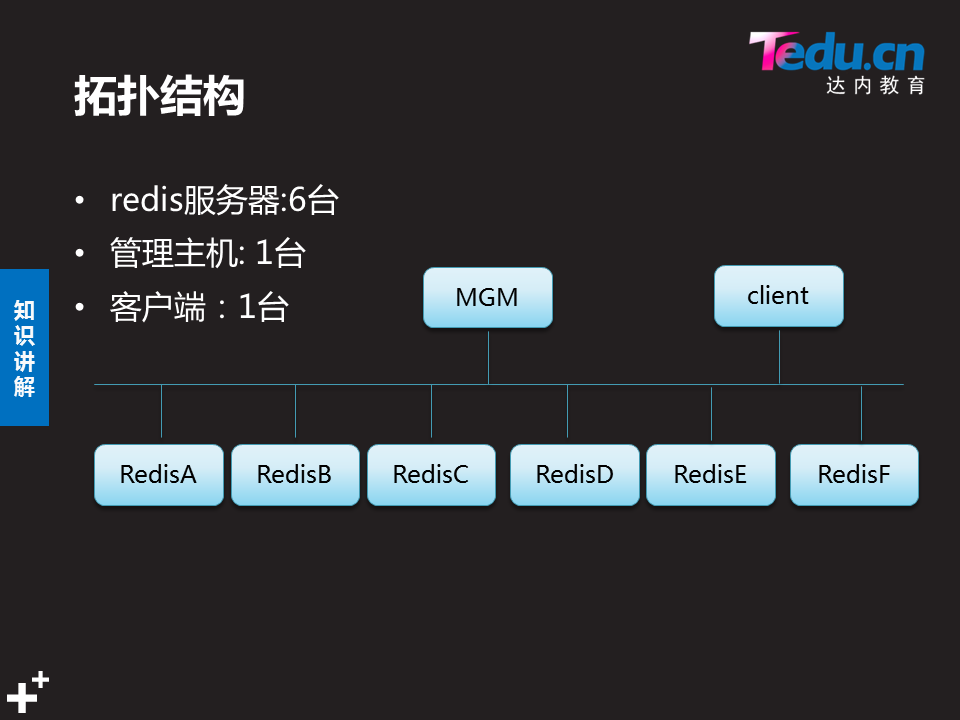 Tedu.cn
达内教育
拓扑结构
• redis服务器:6台
• 管理主机: 1台
• 客户端：1台
知识讲解
MGM
client
RedisA
RedisB
RedisC
RedisD
RedisE
RedisF